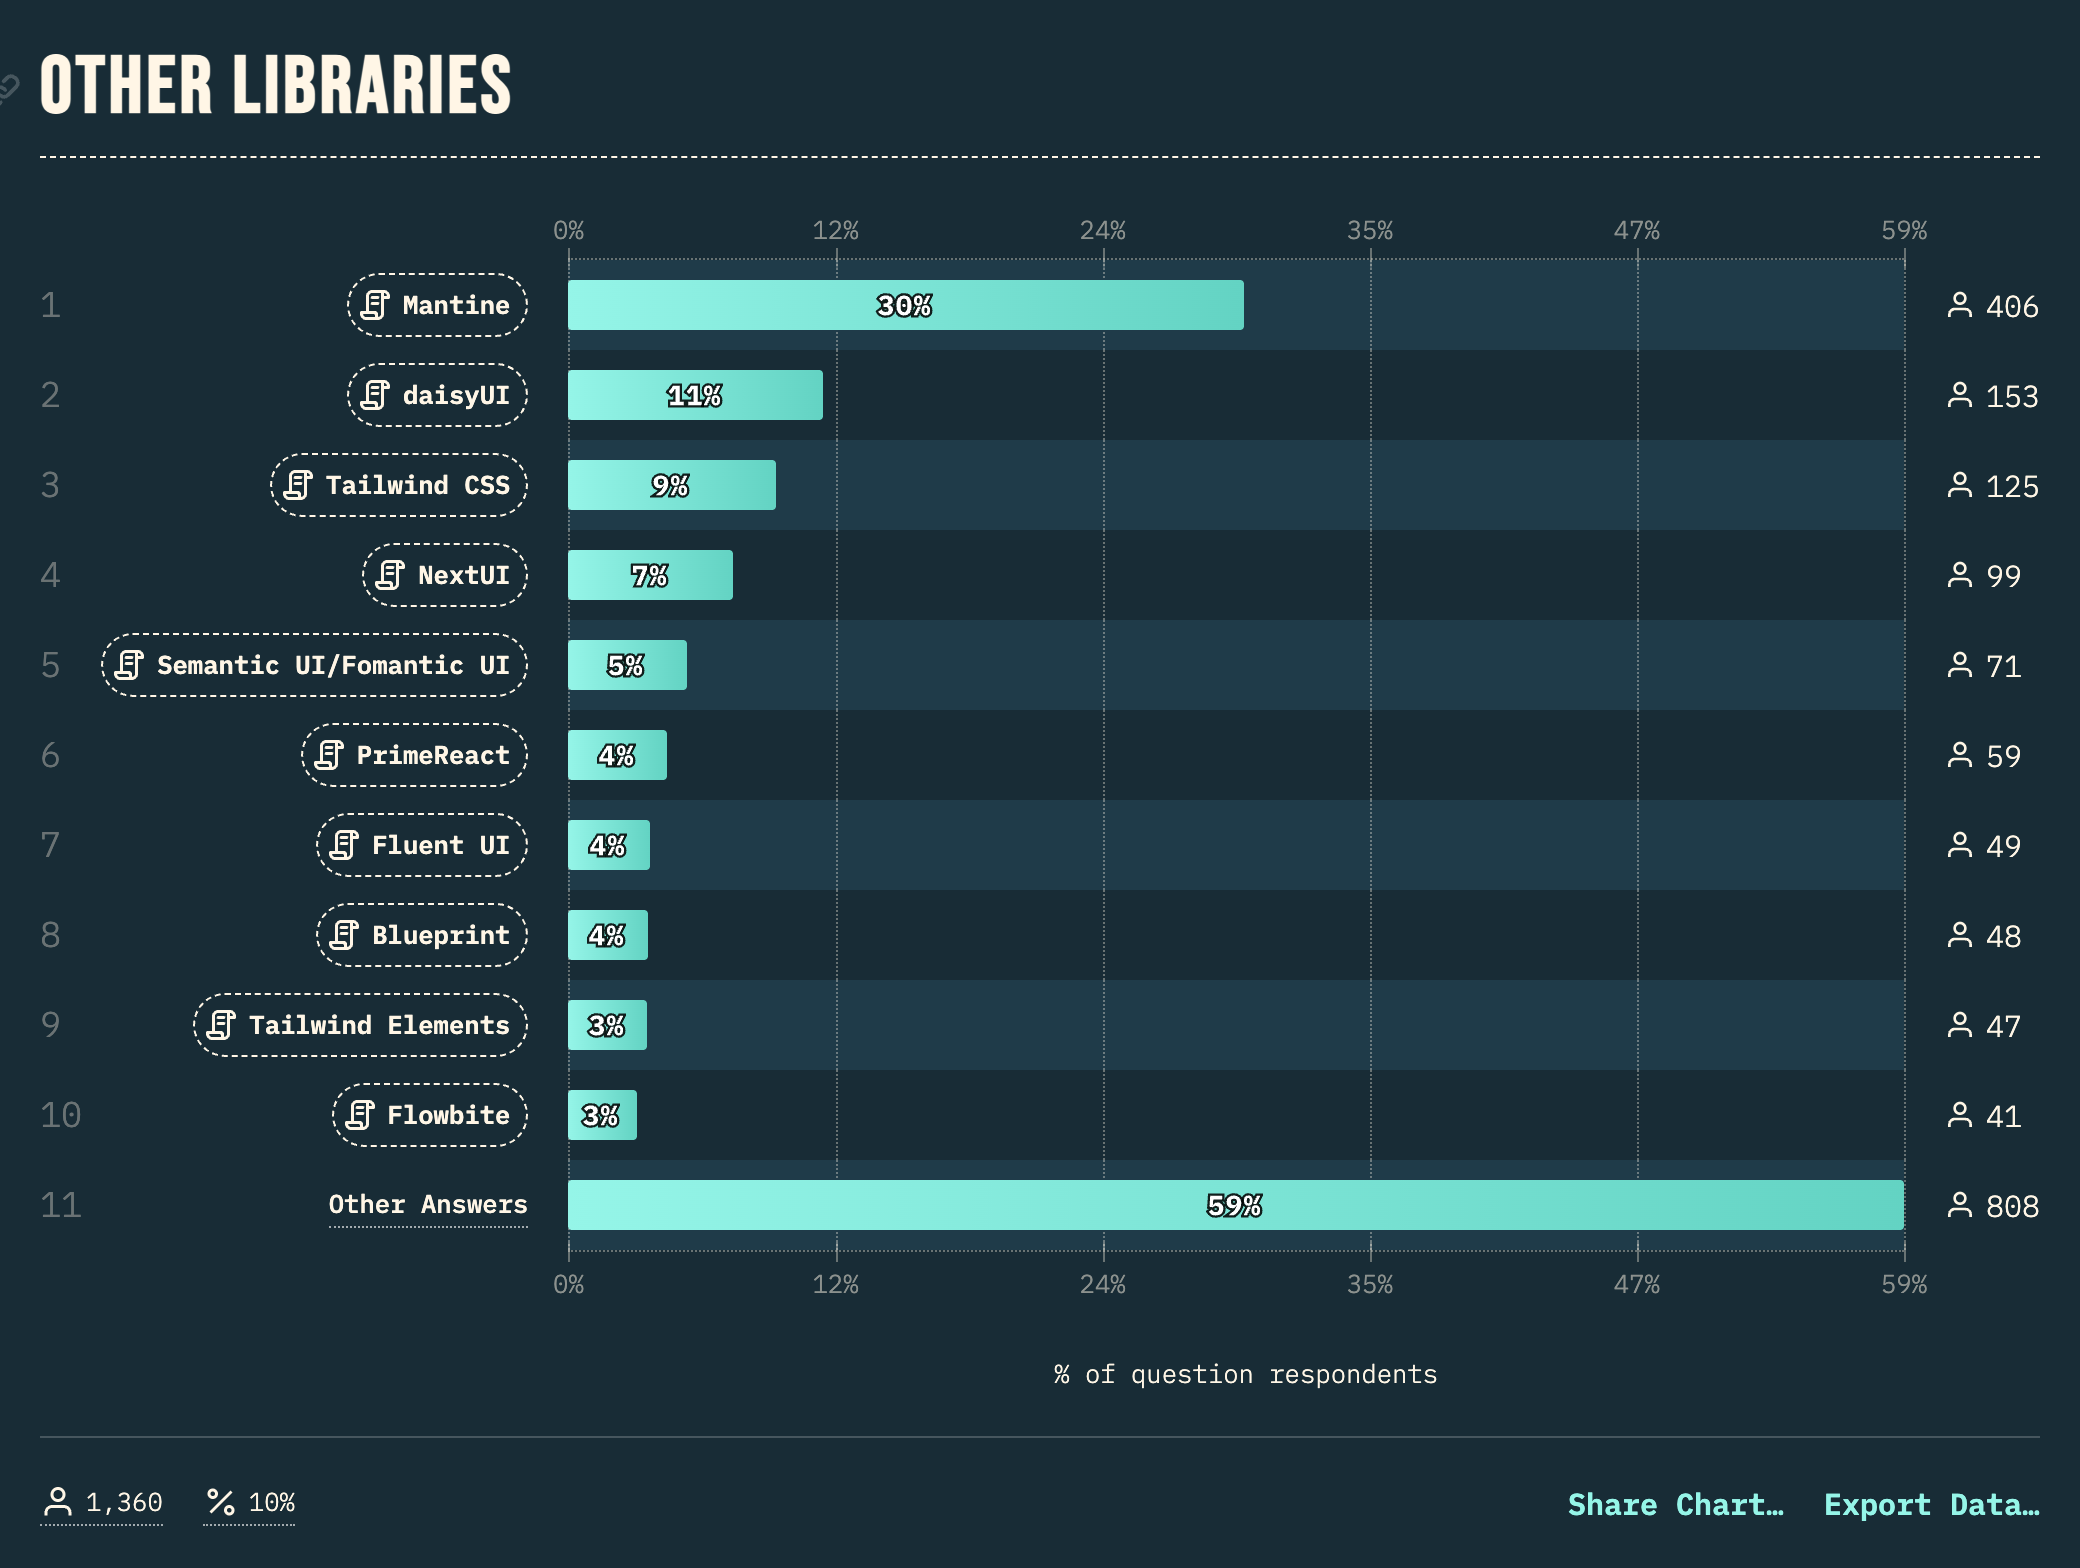 OTHER LIBRARIES
0% 12% 24% 35% 47% 59%
1 Mantine 30% 406
2 daisyUI 11% 153
3 Tailwind CSS 9% 125
4 NextUI 7% 99
5 Semantic UI/Fomantic UI 5% 71
6 PrimeReact 4% 59
7 Fluent UI 4% 49
8 Blueprint 4% 48
9 Tailwind Elements 3% 47
10 Flowbite 3% 41
11 Other Answers 59% 808
0% 12% 24% 35% 47% 59%
% of question respondents
1,360 10% Share Chart… Export Data…